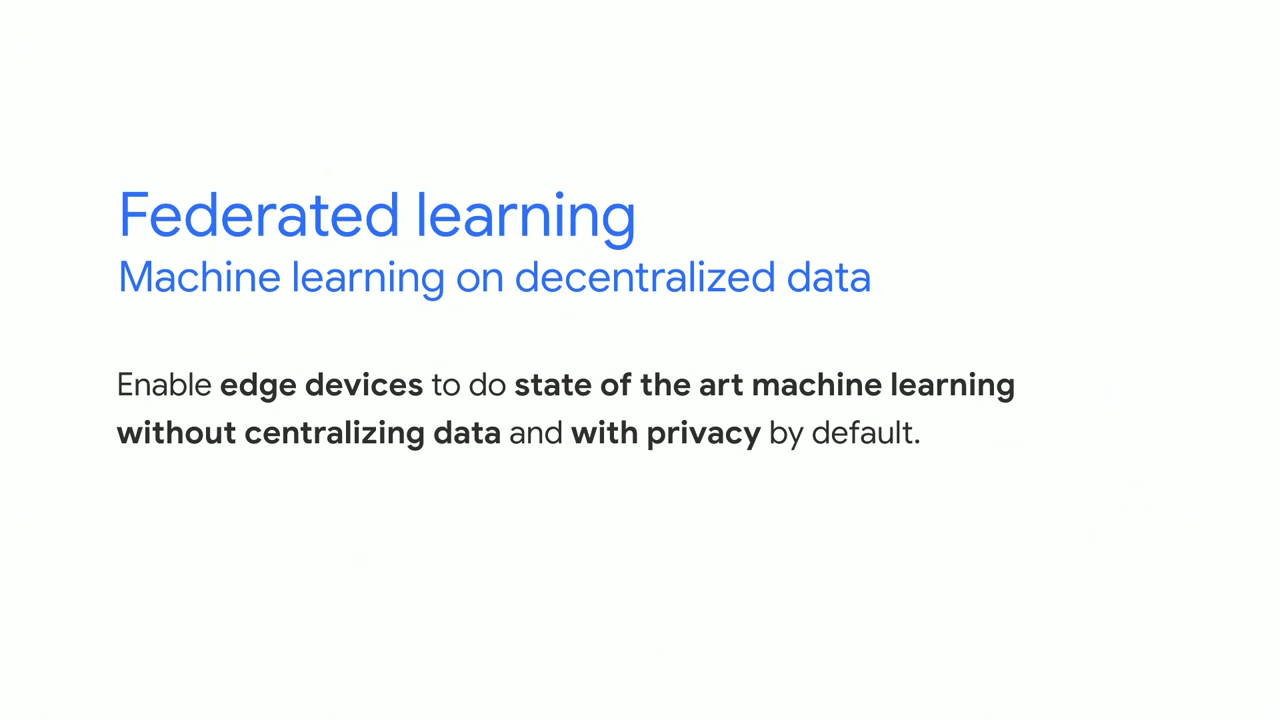 Federated learning
Machine learning on decentralized data
Enable edge devices to do state of the art machine learning
without centralizing data and with privacy by default.